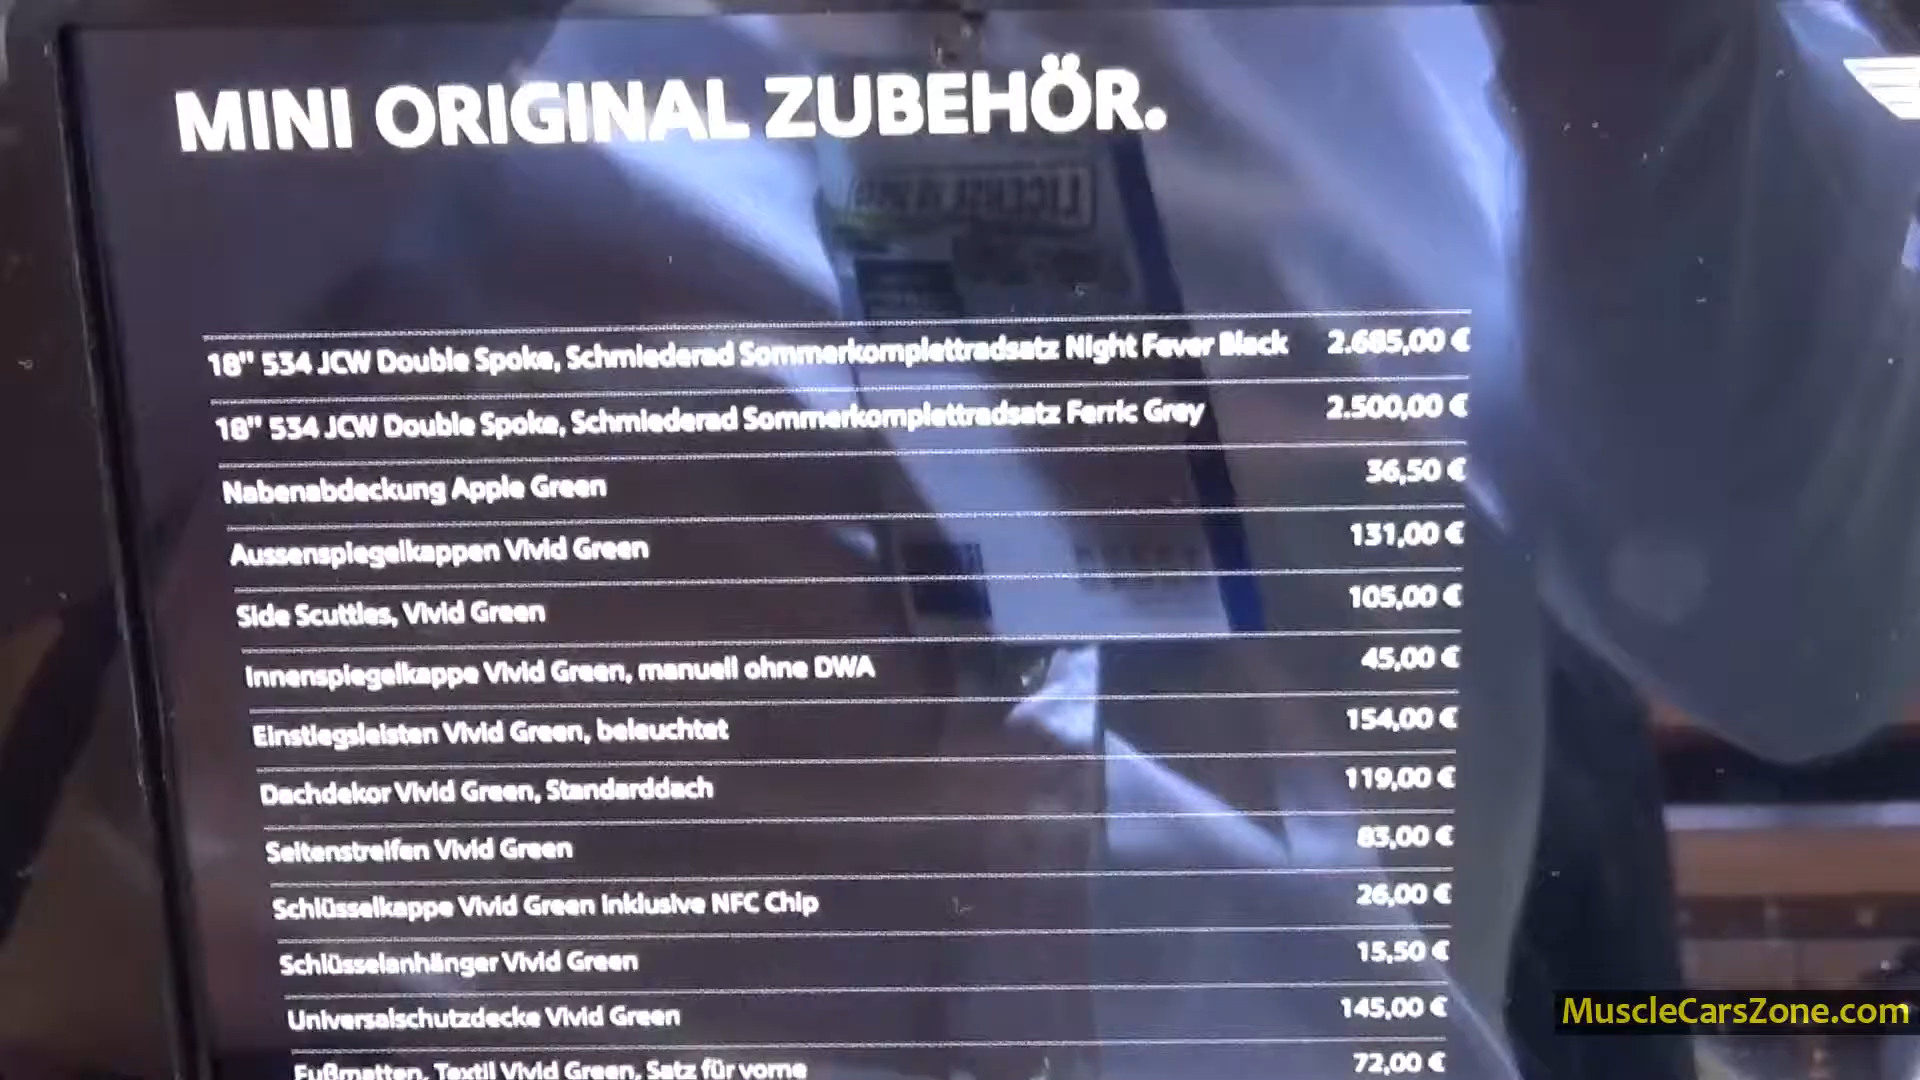 MINI ORIGINAL ZUBEHÖR.
18" 534 JCW Double Spoke, Schmiederad Sommerkomplettradsatz Night Fever Black 2.685,00 €
18" 534 JCW Double Spoke, Schmiederad Sommerkomplettradsatz Ferric Grey 2.500,00 €
Nabenabdeckung Apple Green 36,50 €
Aussenspiegelkappen Vivid Green 131,00 €
Side Scuttles, Vivid Green 105,00 €
Innenspiegelkappe Vivid Green, manuell ohne DWA 45,00 €
Einstiegsleisten Vivid Green, beleuchtet 154,00 €
Dachdekor Vivid Green, Standarddach 119,00 €
Seitenstreifen Vivid Green 83,00 €
Schlüsselkappe Vivid Green inklusive NFC Chip 26,00 €
Schlüsselanhänger Vivid Green 15,50 €
Universalschutzdecke Vivid Green 145,00 €
Fußmatten, Textil Vivid Green, Satz für vorne 72,00 €
MuscleCarsZone.com